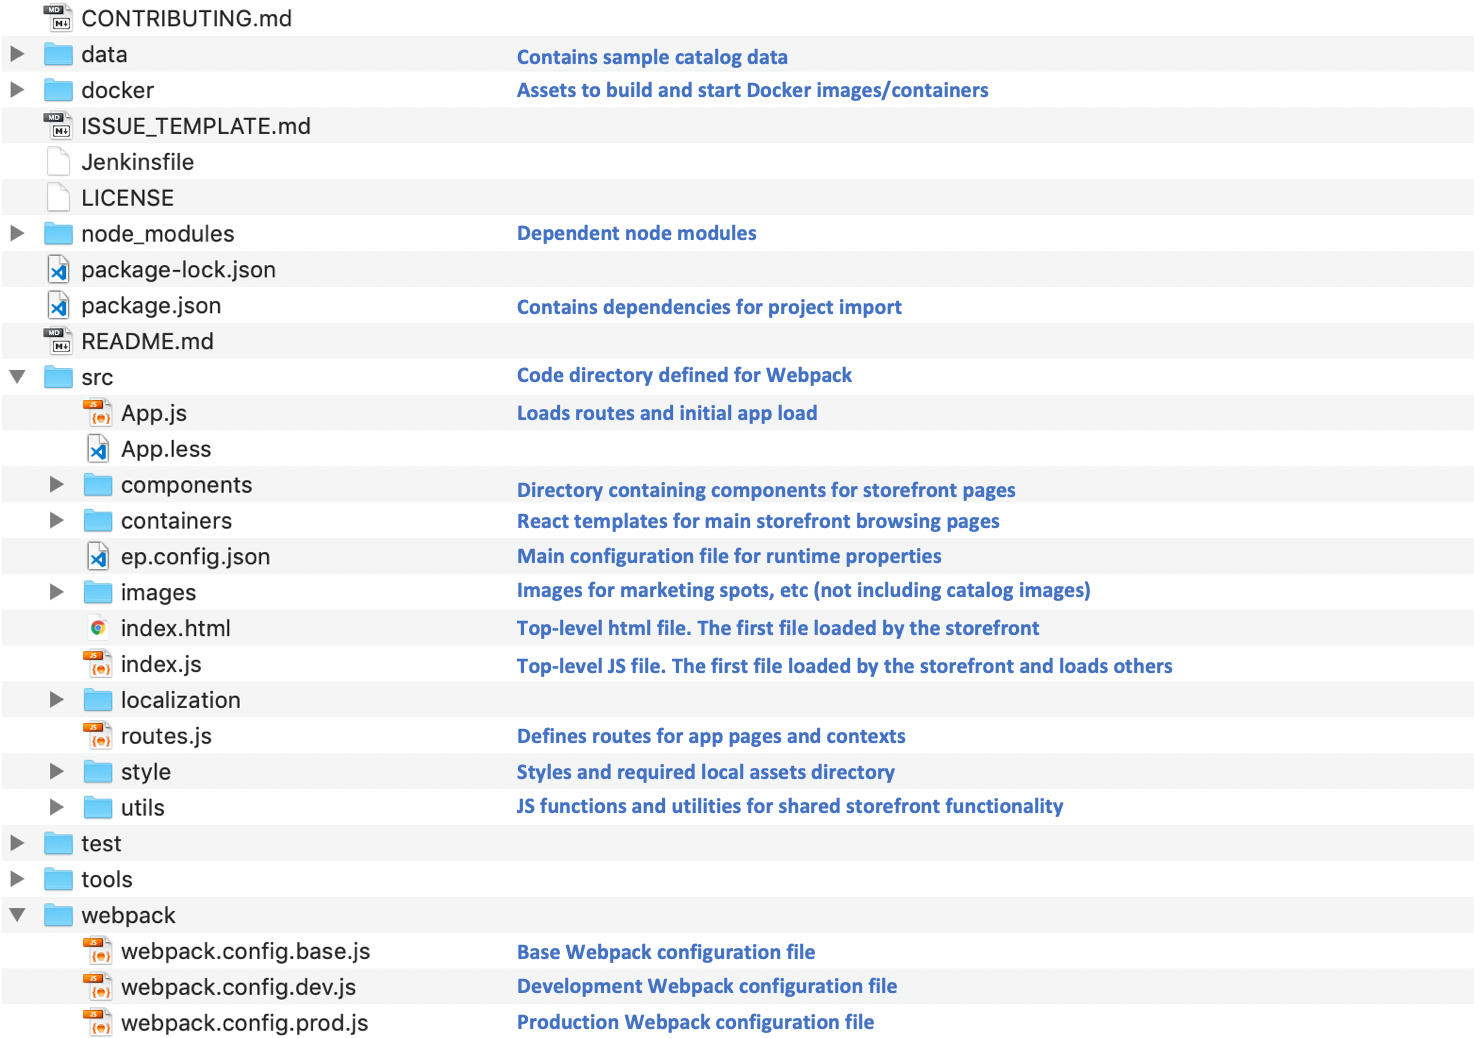 CONTRIBUTING.md
data Contains sample catalog data
docker Assets to build and start Docker images/containers
ISSUE_TEMPLATE.md
Jenkinsfile
LICENSE
node_modules Dependent node modules
package-lock.json
package.json Contains dependencies for project import
README.md
src Code directory defined for Webpack
App.js Loads routes and initial app load
App.less
components Directory containing components for storefront pages
containers React templates for main storefront browsing pages
ep.config.json Main configuration file for runtime properties
images Images for marketing spots, etc (not including catalog images)
index.html Top-level html file. The first file loaded by the storefront
index.js Top-level JS file. The first file loaded by the storefront and loads others
localization
routes.js Defines routes for app pages and contexts
style Styles and required local assets directory
utils JS functions and utilities for shared storefront functionality
test
tools
webpack
webpack.config.base.js Base Webpack configuration file
webpack.config.dev.js Development Webpack configuration file
webpack.config.prod.js Production Webpack configuration file